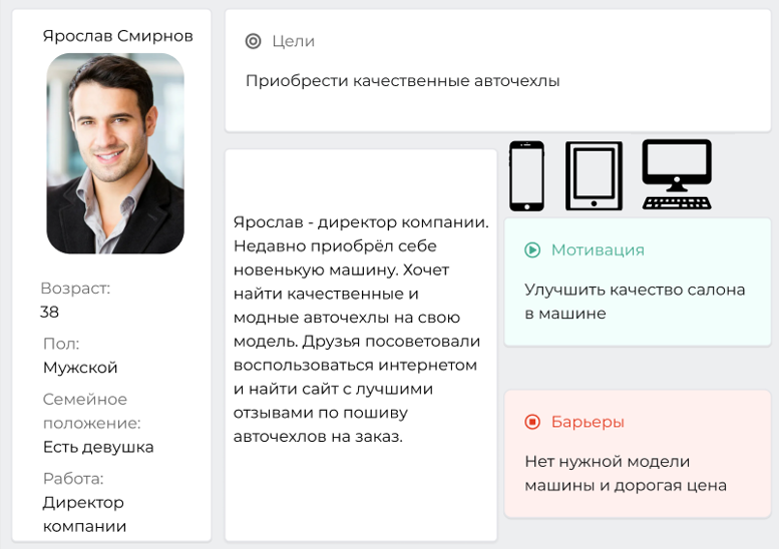 Ярослав Смирнов
Возраст:
38
Пол:
Мужской
Семейное
положение:
Есть девушка
Работа:
Директор
компании
Цели
Приобрести качественные авточехлы
Ярослав - директор компании.
Недавно приобрёл себе
новенькую машину. Хочет
найти качественные и
модные авточехлы на свою
модель. Друзья посоветовали
воспользоваться интернетом
и найти сайт с лучшими
отзывами по пошиву
авточехлов на заказ.
Мотивация
Улучшить качество салона
в машине
Барьеры
Нет нужной модели
машины и дорогая цена